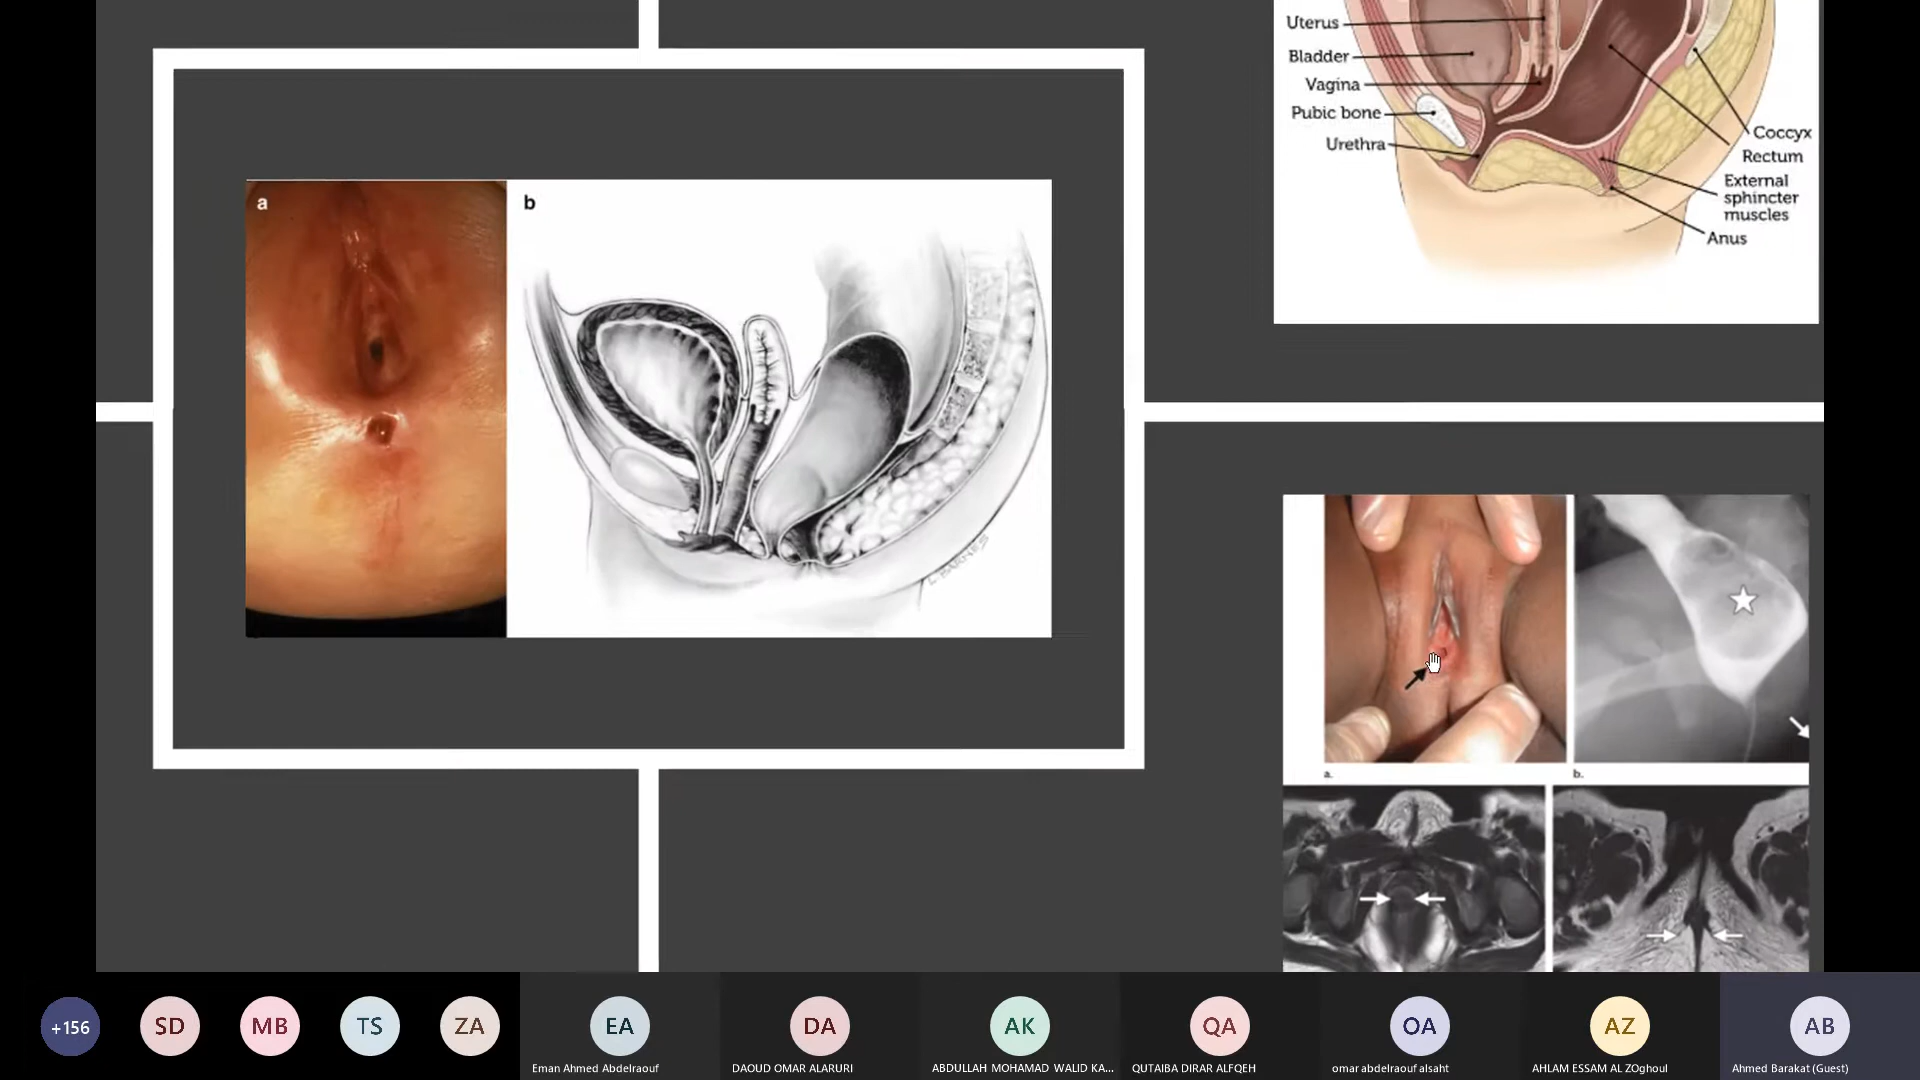 Uterus
Bladder
Vagina
Pubic bone
Urethra
Coccyx
Rectum
External
sphincter
muscles
Anus
a
b
L. BARNES
a.
b.
+156
SD
MB
TS
ZA
EA
DA
AK
QA
OA
AZ
AB
Eman Ahmed Abdelraouf
DAOUD OMAR ALARURI
ABDULLAH MOHAMAD WALID KA...
QUTAIBA DIRAR ALFQEH
omar abdelraouf alsaht
AHLAM ESSAM AL ZOghoul
Ahmed Barakat (Guest)